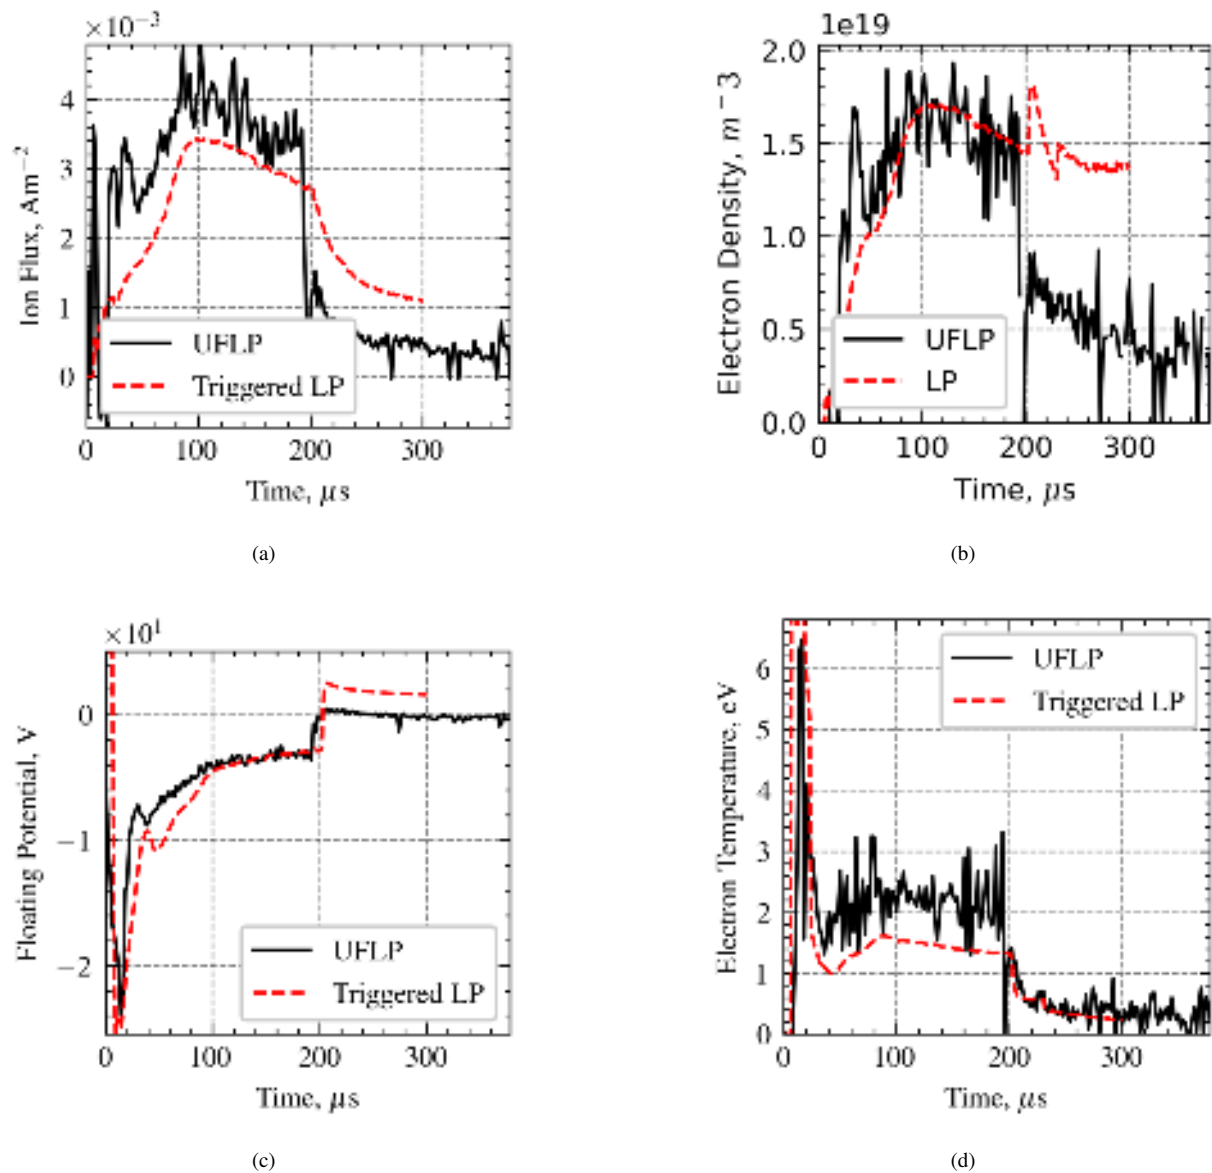 ×10⁻³
Ion Flux, Am⁻²
4
3
2
1
0
UFLP
Triggered LP
0 100 200 300
Time, μs
(a)
1e19
Electron Density, m⁻3
2.0
1.5
1.0
0.5
0.0
UFLP
LP
0 100 200 300
Time, μs
(b)
×10¹
Floating Potential, V
0
−1
−2
UFLP
Triggered LP
0 100 200 300
Time, μs
(c)
Electron Temperature, eV
6
5
4
3
2
1
0
UFLP
Triggered LP
0 100 200 300
Time, μs
(d)